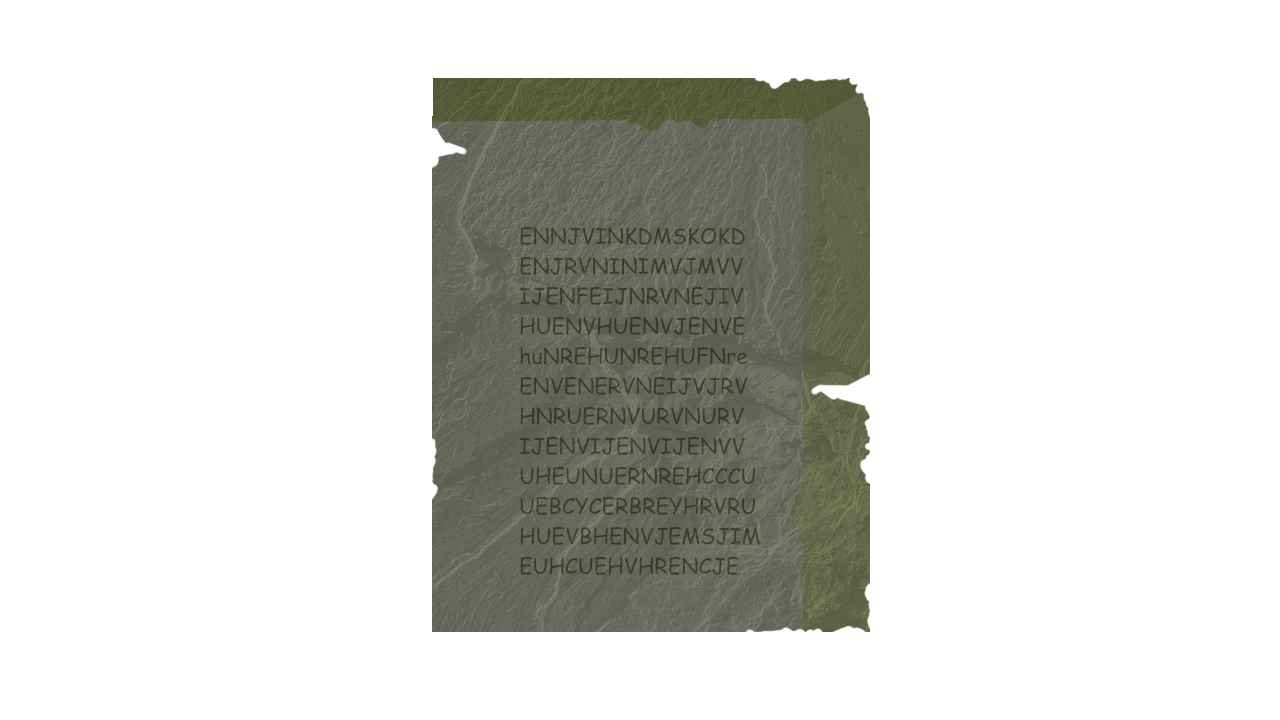 ENNJVINKDMSKOKD
ENJRVNINIMVJMVV
IJENFEIJNRVNEJIV
HUENVHUENVJENVE
huNREHUNREHUFNre
ENVENERVNEIJVJRV
HNRUERNVURVNURV
IJENVIJENVIJENVV
UHEUNUERNREHCCCU
UEBCYCERBREYHRVRU
HUEVBHENVJEMSJIM
EUHCUEHVHRENCJE